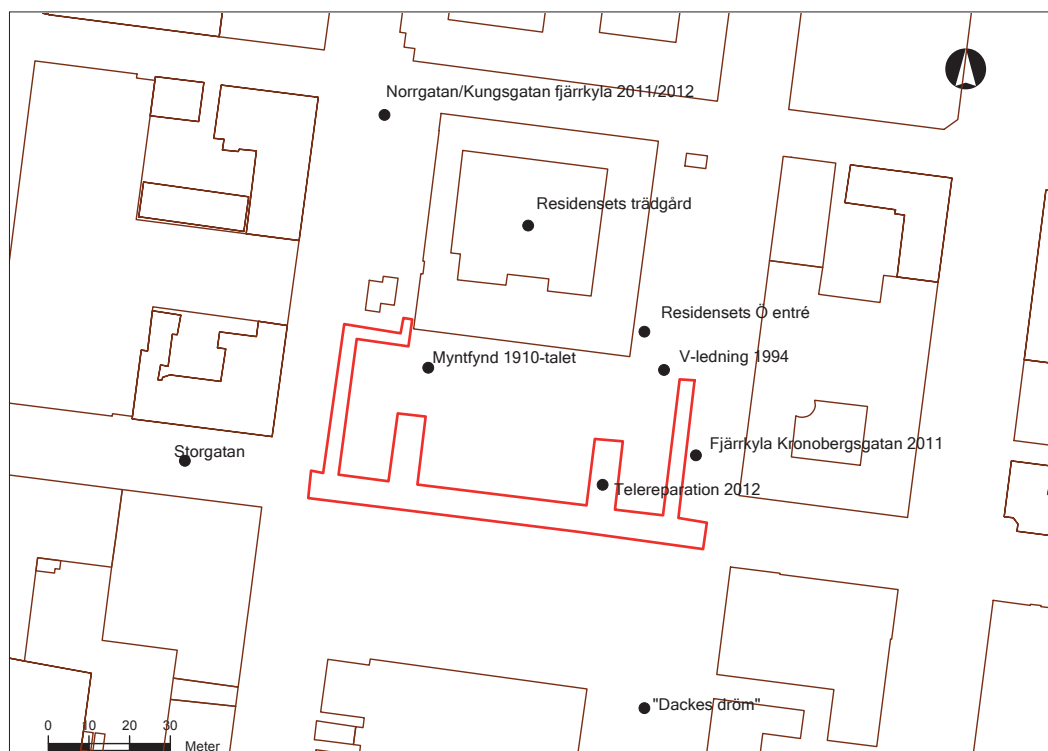 Norrgatan/Kungsgatan fjärrkyla 2011/2012
Residensets trädgård
Residensets Ö entré
Myntfynd 1910-talet
V-ledning 1994
Storgatan
Fjärrkyla Kronobergsgatan 2011
Telereparation 2012
"Dackes dröm"
0 10 20 30
Meter